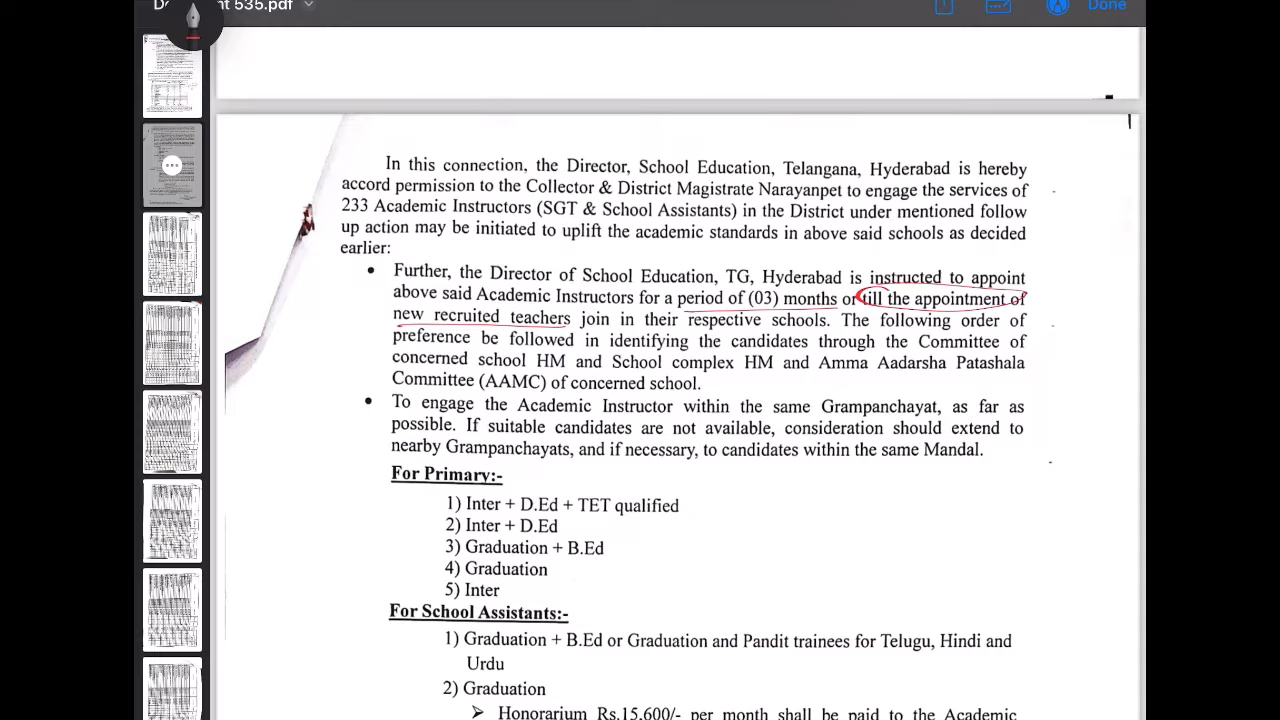 535.pdf
Done
In this connection, the Director, School Education, Telangana, Hyderabad is hereby
accord permission to the Collector & District Magistrate Narayanpet to engage the services of
233 Academic Instructors (SGT & School Assistants) in the District under mentioned follow
up action may be initiated to uplift the academic standards in above said schools as decided
earlier:
• Further, the Director of School Education, TG, Hyderabad is instructed to appoint
above said Academic Instructors for a period of (03) months or till the appointment of
new recruited teachers join in their respective schools. The following order of
preference be followed in identifying the candidates through the Committee of
concerned school HM and School complex HM and Amma Aadarsha Patashala
Committee (AAMC) of concerned school.
• To engage the Academic Instructor within the same Grampanchayat, as far as
possible. If suitable candidates are not available, consideration should extend to
nearby Grampanchayats, and if necessary, to candidates within the same Mandal.
For Primary:-
1) Inter + D.Ed + TET qualified
2) Inter + D.Ed
3) Graduation + B.Ed
4) Graduation
5) Inter
For School Assistants:-
1) Graduation + B.Ed or Graduation and Pandit trainees for Telugu, Hindi and
Urdu
2) Graduation
➤ Honorarium Rs.15,600/- per month shall be paid to the Academic